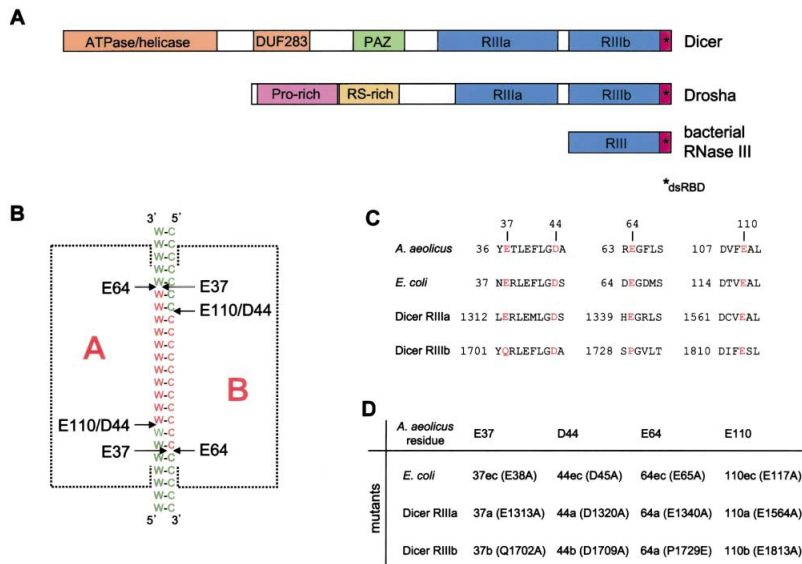 A
ATPase/helicase DUF283 PAZ RIIIa RIIIb * Dicer
Pro-rich RS-rich RIIIa RIIIb * Drosha
RIII * bacterial
RNase III
*dsRBD
B
3' 5'
W-C
W-C
W-C
W-C
W-C
E64 E37
W-C
W-C
E110/D44
W-C
W-C
W-C
A B
W-C
W-C
W-C
W-C
W-C
W-C
E110/D44
W-C
W-C
E37 E64
W-C
W-C
W-C
W-C
5' 3'
C
37 44 64 110
A. aeolicus 36 YETLEFLGDA 63 REGFLS 107 DVFEAL
E. coli 37 NERLEFLGDS 64 DEGDMS 114 DTVEAL
Dicer RIIIa 1312 LERLEMLGDS 1339 HEGRLS 1561 DCVEAL
Dicer RIIIb 1701 YQRLEFLGDA 1728 SPGVLT 1810 DIFESL
D
A. aeolicus
residue E37 D44 E64 E110
mutants
E. coli 37ec (E38A) 44ec (D45A) 64ec (E65A) 110ec (E117A)
Dicer RIIIa 37a (E1313A) 44a (D1320A) 64a (E1340A) 110a (E1564A)
Dicer RIIIb 37b (Q1702A) 44b (D1709A) 64a (P1729E) 110b (E1813A)